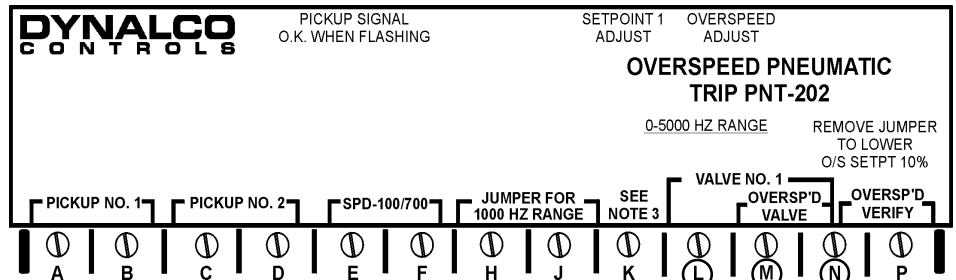 DYNALCO
CONTROLS
PICKUP SIGNAL
O.K. WHEN FLASHING
SETPOINT 1
ADJUST
OVERSPEED
ADJUST
OVERSPEED PNEUMATIC
TRIP PNT-202
0-5000 HZ RANGE
REMOVE JUMPER
TO LOWER
O/S SETPT 10%
PICKUP NO. 1
PICKUP NO. 2
SPD-100/700
JUMPER FOR
1000 HZ RANGE
SEE
NOTE 3
VALVE NO. 1
OVERSP'D
VALVE
OVERSP'D
VERIFY
A B C D E F H J K L M N P